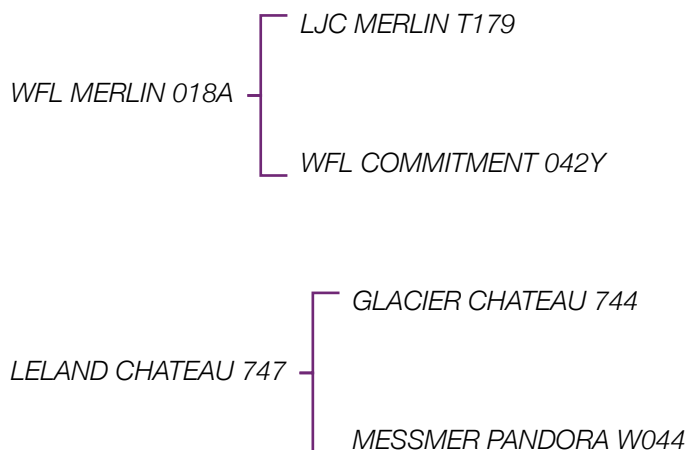 LJC MERLIN T179
WFL MERLIN 018A
WFL COMMITMENT 042Y
GLACIER CHATEAU 744
LELAND CHATEAU 747
MESSMER PANDORA W044